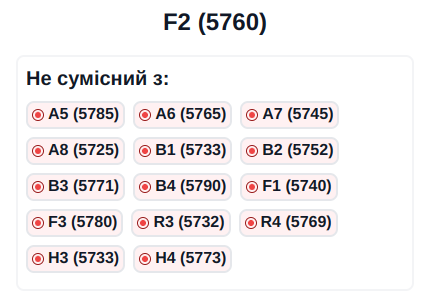 F2 (5760)
Не сумісний з:
A5 (5785) A6 (5765) A7 (5745)
A8 (5725) B1 (5733) B2 (5752)
B3 (5771) B4 (5790) F1 (5740)
F3 (5780) R3 (5732) R4 (5769)
H3 (5733) H4 (5773)